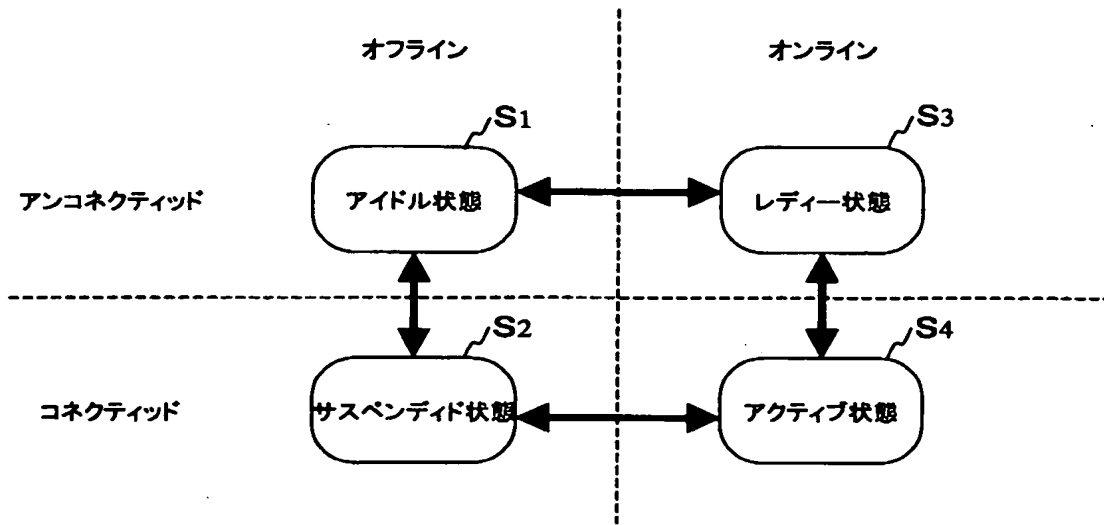 オフライン
オンライン
S1
S3
アンコネクティッド
アイドル状態
レディー状態
S2
S4
コネクティッド
サスペンディド状態
アクティブ状態